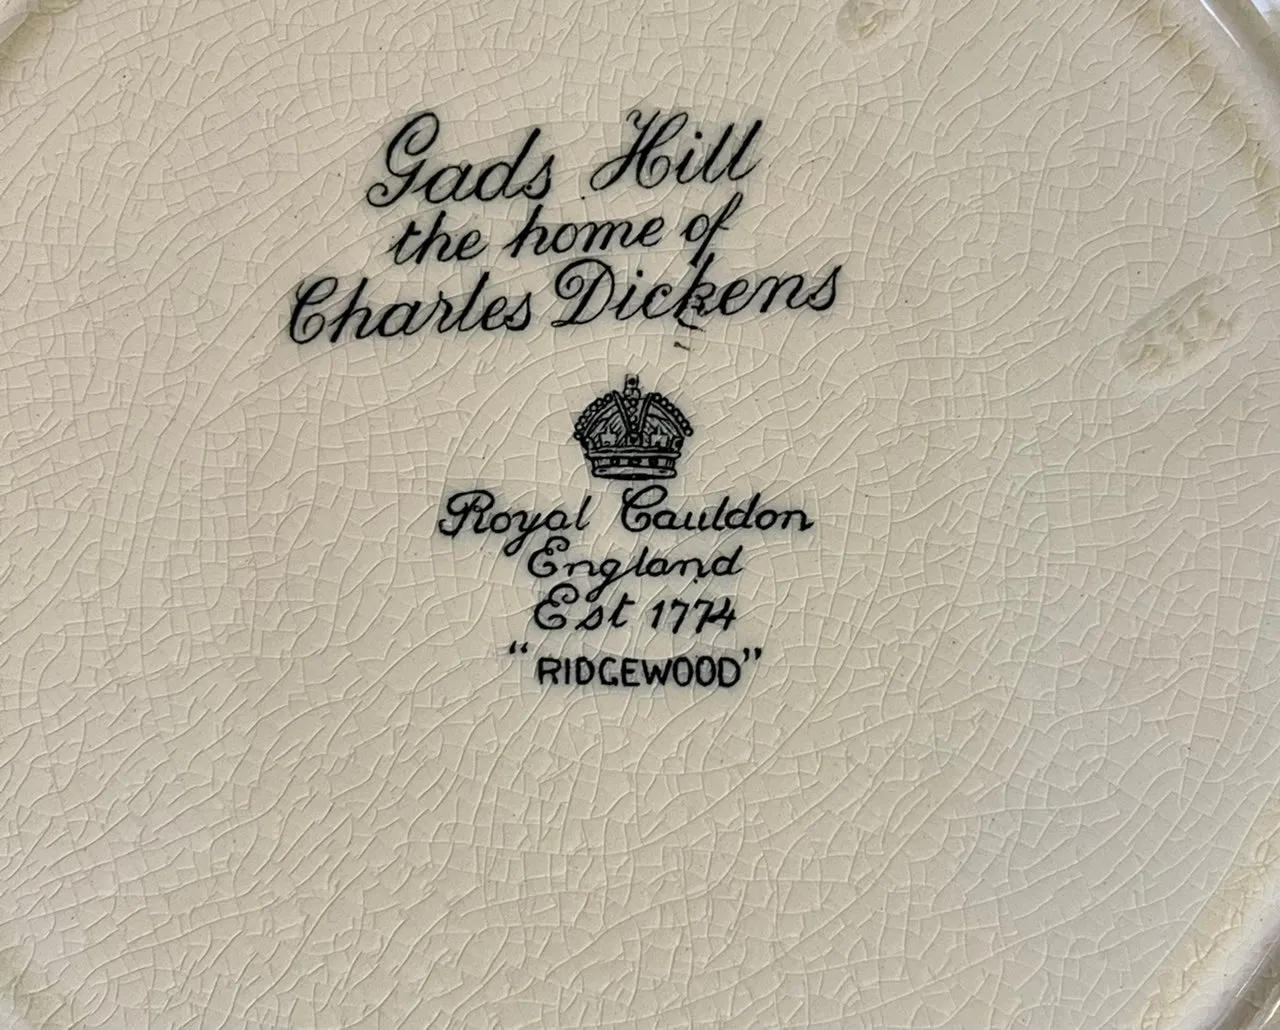 Gads Hill
the home of
Charles Dickens
Royal Cauldon
England
Est 1774
"RIDGEWOOD"